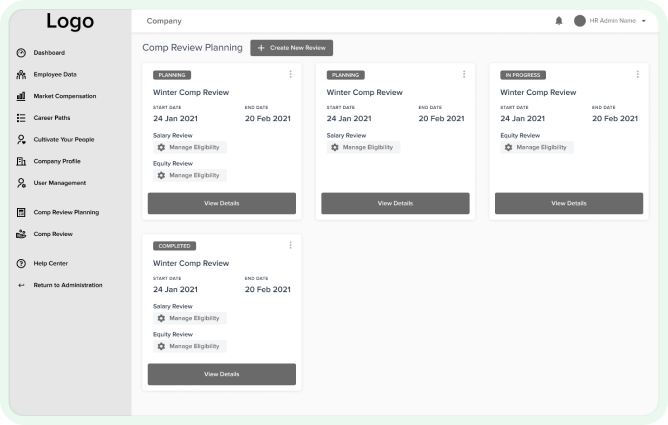 Logo
Dashboard
Employee Data
Market Compensation
Career Paths
Cultivate Your People
Company Profile
User Management
Comp Review Planning
Comp Review
Help Center
Return to Administration
Company
HR Admin Name
Comp Review Planning
+ Create New Review
PLANNING
Winter Comp Review
START DATE END DATE
24 Jan 2021 20 Feb 2021
Salary Review
Manage Eligibility
Equity Review
Manage Eligibility
View Details
PLANNING
Winter Comp Review
START DATE END DATE
24 Jan 2021 20 Feb 2021
Salary Review
Manage Eligibility
View Details
IN PROGRESS
Winter Comp Review
START DATE END DATE
24 Jan 2021 20 Feb 2021
Equity Review
Manage Eligibility
View Details
COMPLETED
Winter Comp Review
START DATE END DATE
24 Jan 2021 20 Feb 2021
Salary Review
Manage Eligibility
Equity Review
Manage Eligibility
View Details